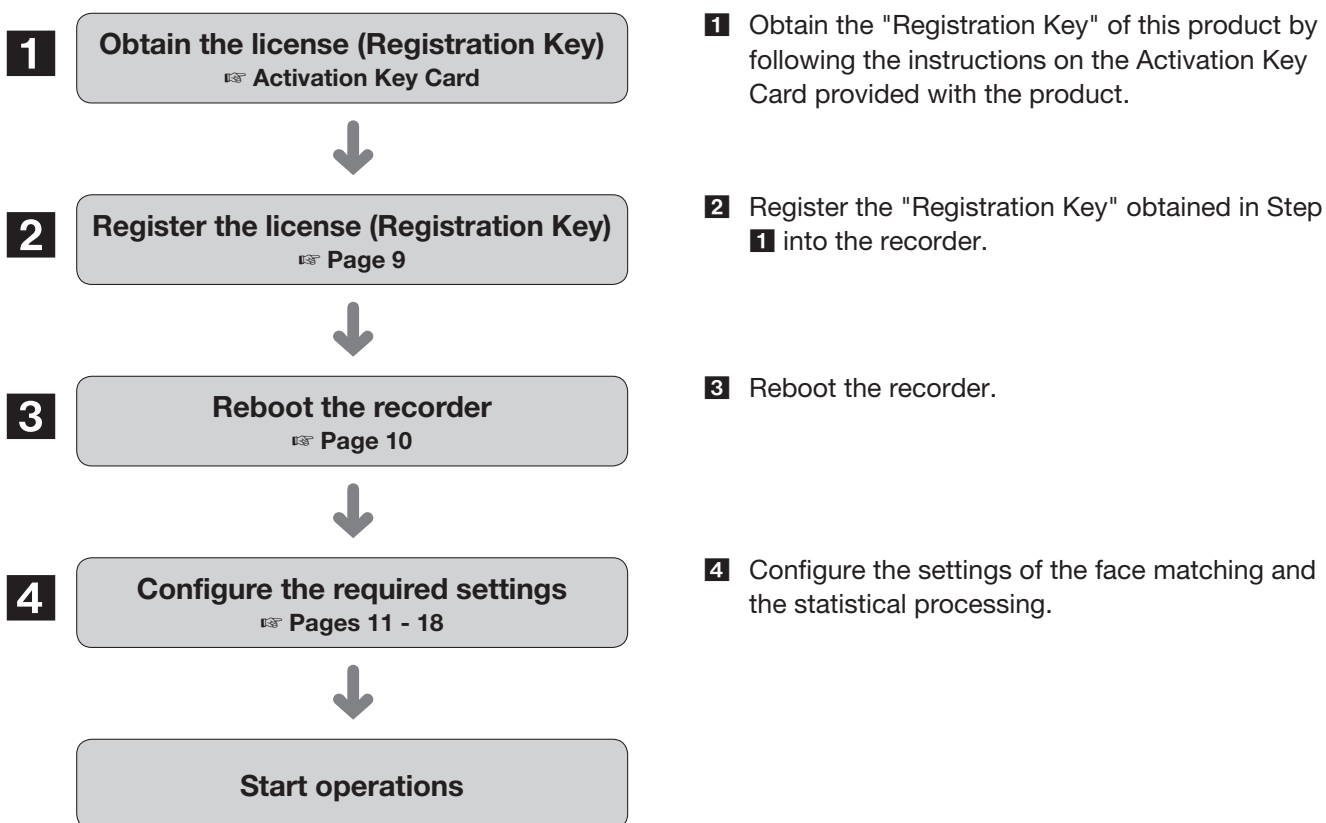 1
Obtain the license (Registration Key)
☞ Activation Key Card
1 Obtain the "Registration Key" of this product by
following the instructions on the Activation Key
Card provided with the product.
2
Register the license (Registration Key)
☞ Page 9
2 Register the "Registration Key" obtained in Step
1 into the recorder.
3
Reboot the recorder
☞ Page 10
3 Reboot the recorder.
4
Configure the required settings
☞ Pages 11 - 18
4 Configure the settings of the face matching and
the statistical processing.
Start operations